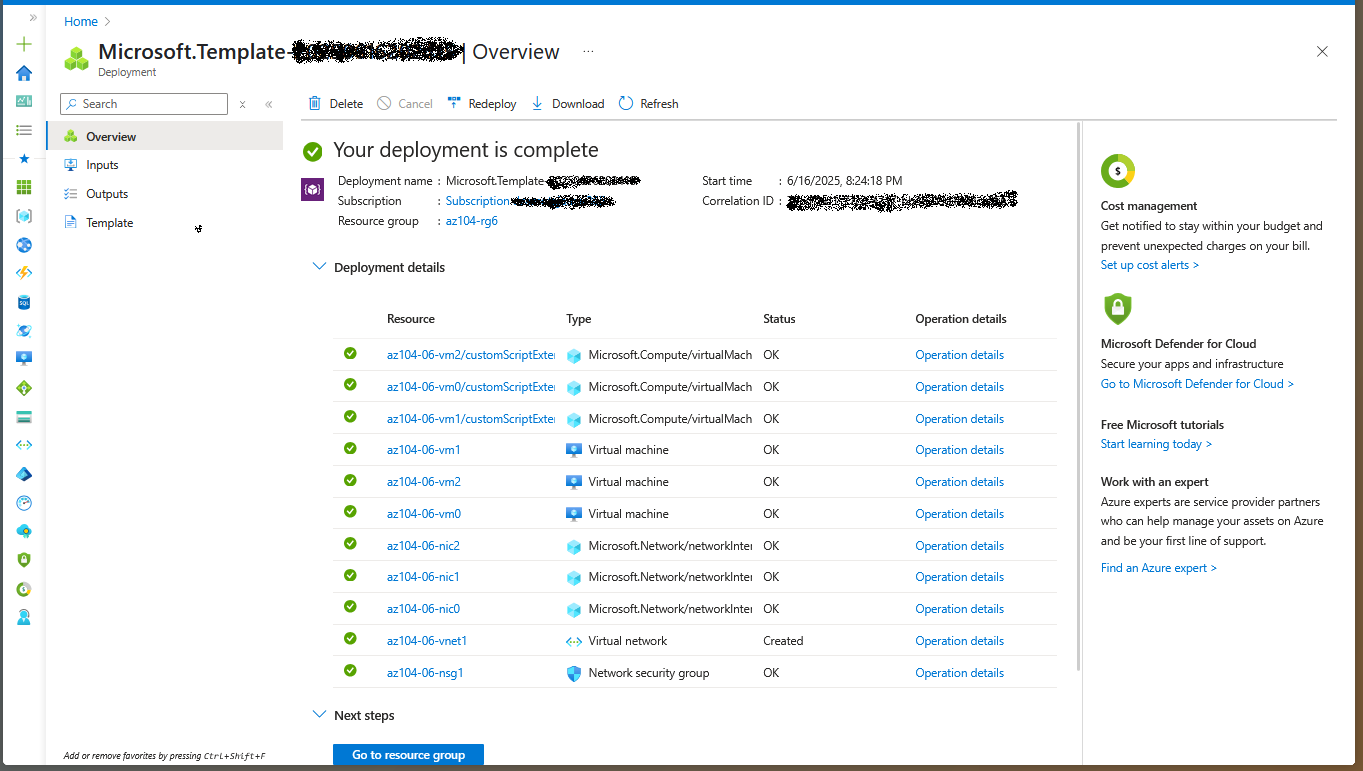 Home >
Microsoft.Template- | Overview ...
Deployment
Search
Delete Cancel Redeploy Download Refresh
Overview
Inputs
Outputs
Template
Your deployment is complete
Deployment name : Microsoft.Template- Start time : 6/16/2025, 8:24:18 PM
Subscription : Subscription Correlation ID :
Resource group : az104-rg6
Deployment details
Resource Type Status Operation details
az104-06-vm2/customScriptExter Microsoft.Compute/virtualMach OK Operation details
az104-06-vm0/customScriptExter Microsoft.Compute/virtualMach OK Operation details
az104-06-vm1/customScriptExter Microsoft.Compute/virtualMach OK Operation details
az104-06-vm1 Virtual machine OK Operation details
az104-06-vm2 Virtual machine OK Operation details
az104-06-vm0 Virtual machine OK Operation details
az104-06-nic2 Microsoft.Network/networkInter OK Operation details
az104-06-nic1 Microsoft.Network/networkInter OK Operation details
az104-06-nic0 Microsoft.Network/networkInter OK Operation details
az104-06-vnet1 Virtual network Created Operation details
az104-06-nsg1 Network security group OK Operation details
Next steps
Go to resource group
Add or remove favorites by pressing Ctrl+Shift+F
Cost management
Get notified to stay within your budget and
prevent unexpected charges on your bill.
Set up cost alerts >
Microsoft Defender for Cloud
Secure your apps and infrastructure
Go to Microsoft Defender for Cloud >
Free Microsoft tutorials
Start learning today >
Work with an expert
Azure experts are service provider partners
who can help manage your assets on Azure
and be your first line of support.
Find an Azure expert >